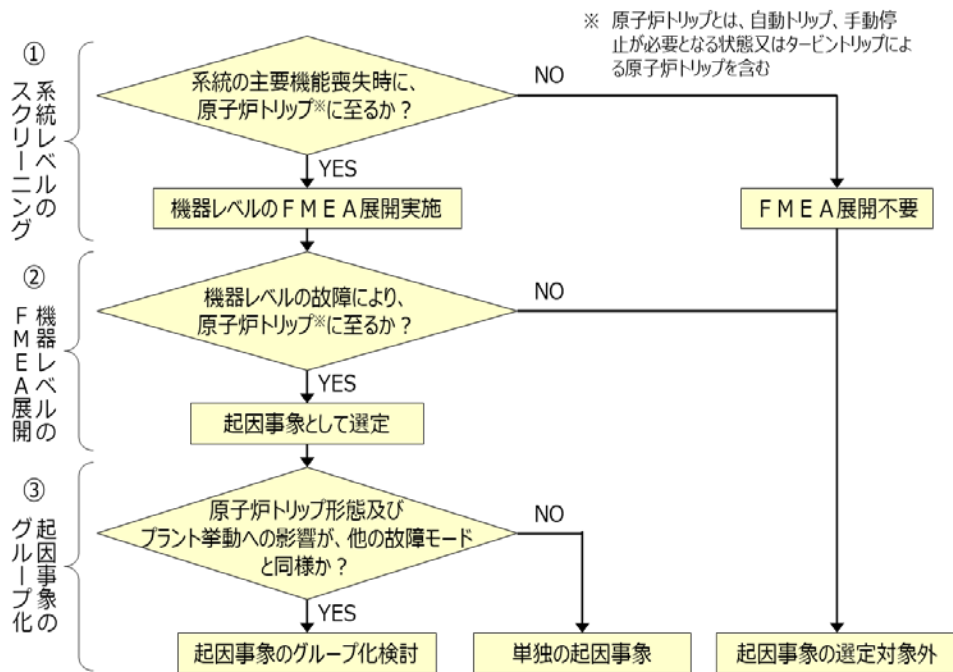 ※ 原子炉トリップとは、自動トリップ、手動停
止が必要となる状態又はタービントリップによ
る原子炉トリップを含む
①
系統レベルの
スクリーニング
系統の主要機能喪失時に、
原子炉トリップ※に至るか？
NO
YES
機器レベルのＦＭＥＡ展開実施
ＦＭＥＡ展開不要
②
機器レベルの
ＦＭＥＡ展開
機器レベルの故障により、
原子炉トリップ※に至るか？
NO
YES
起因事象として選定
③
起因事象の
グループ化
原子炉トリップ形態及び
プラント挙動への影響が、他の故障モード
と同様か？
NO
YES
起因事象のグループ化検討
単独の起因事象
起因事象の選定対象外